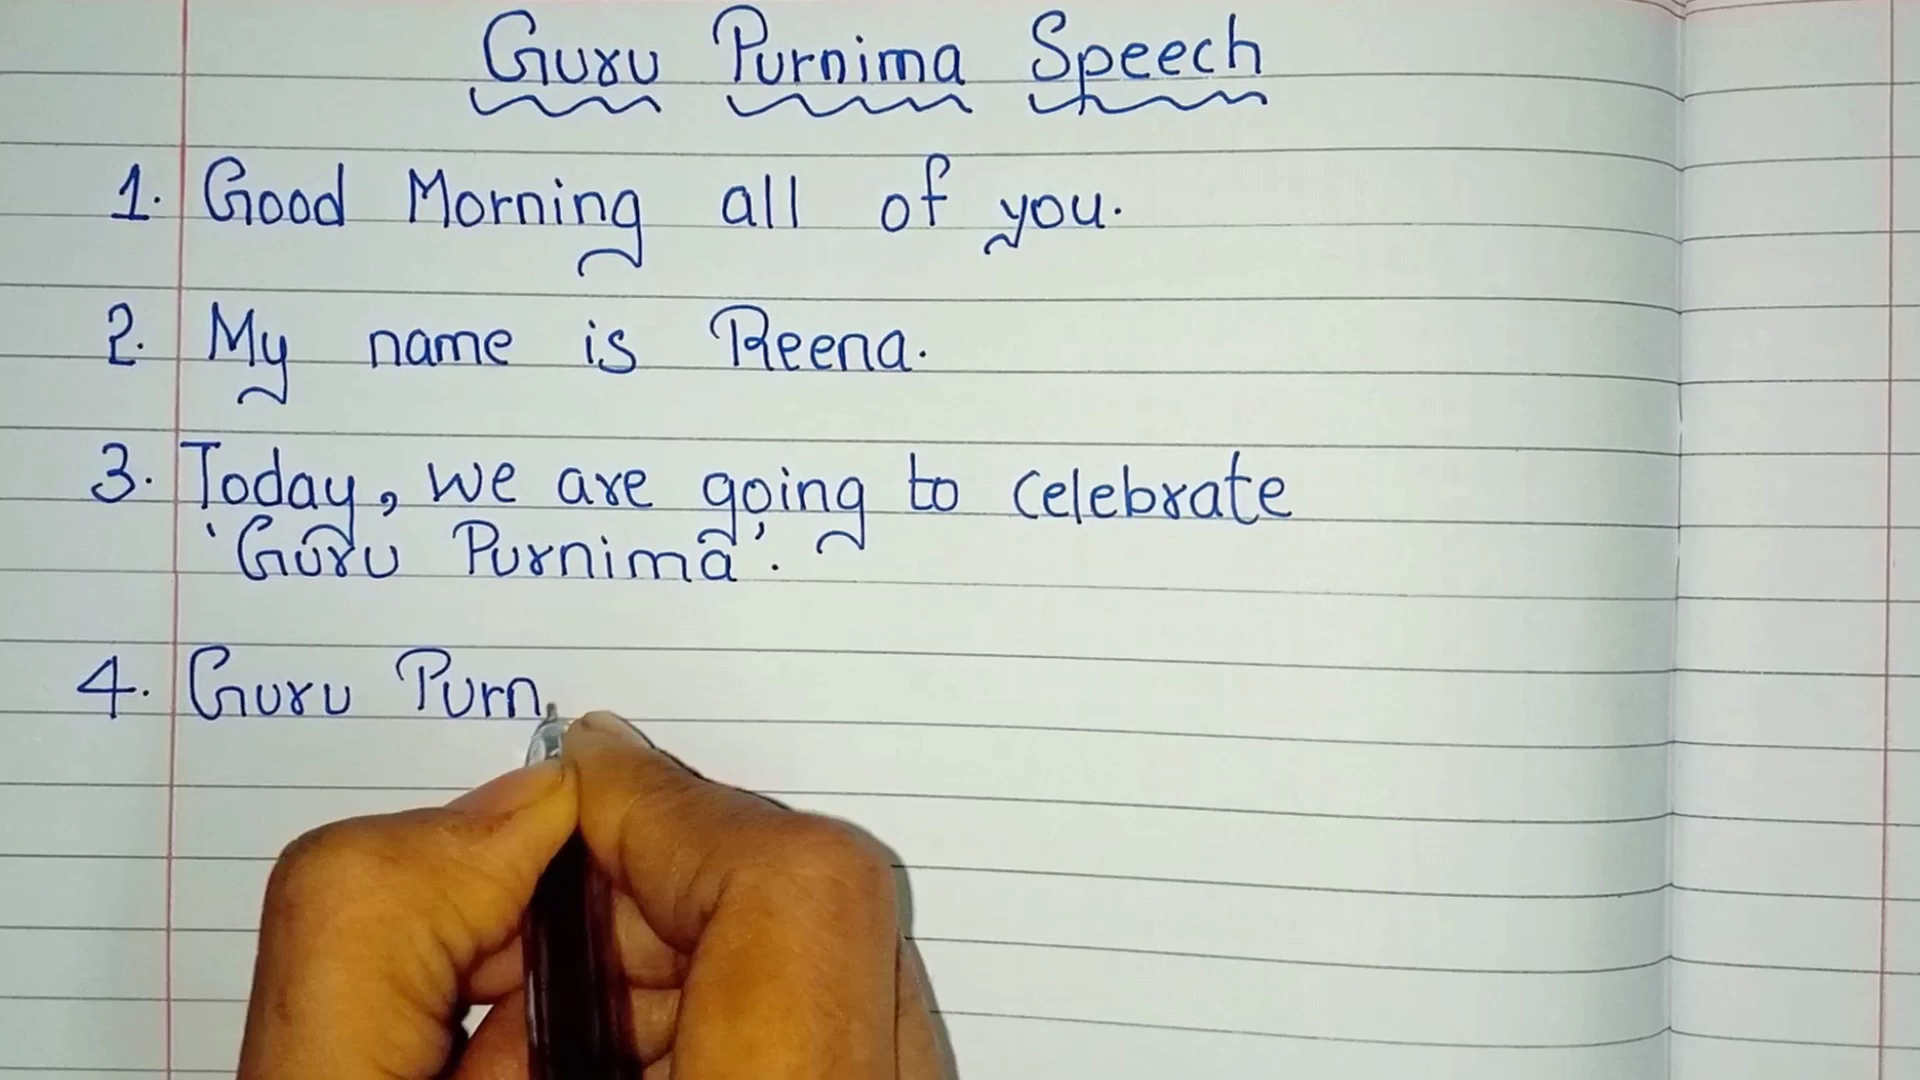 Guru Purnima Speech
1. Good Morning all of you.
2. My name is Reena.
3. Today, we are going to celebrate
'Guru Purnima'.
4. Guru Purn